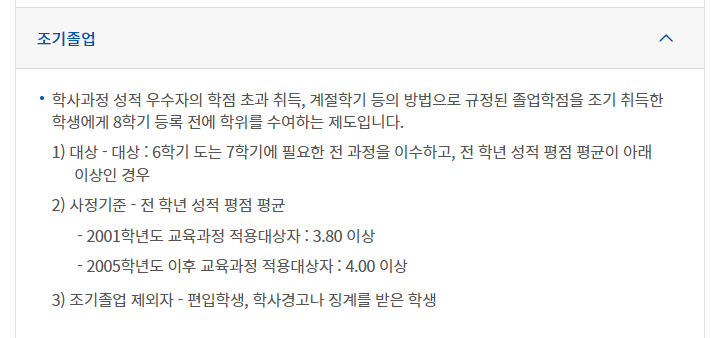 조기졸업
• 학사과정 성적 우수자의 학점 초과 취득, 계절학기 등의 방법으로 규정된 졸업학점을 조기 취득한
학생에게 8학기 등록 전에 학위를 수여하는 제도입니다.
1) 대상 - 대상 : 6학기 도는 7학기에 필요한 전 과정을 이수하고, 전 학년 성적 평점 평균이 아래
이상인 경우
2) 사정기준 - 전 학년 성적 평점 평균
- 2001학년도 교육과정 적용대상자 : 3.80 이상
- 2005학년도 이후 교육과정 적용대상자 : 4.00 이상
3) 조기졸업 제외자 - 편입학생, 학사경고나 징계를 받은 학생